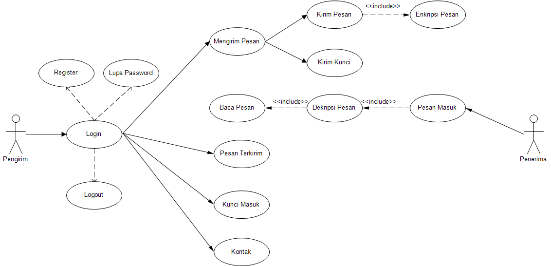 <<include>>
Kirim Pesan
Enkripsi Pesan
Mengirim Pesan
Kirim Kunci
Register
Lupa Password
Baca Pesan
<<include>>
Dekripsi Pesan
<<include>>
Pesan Masuk
Login
Pengirim
Penerima
Pesan Terkirim
Logout
Kunci Masuk
Kontak